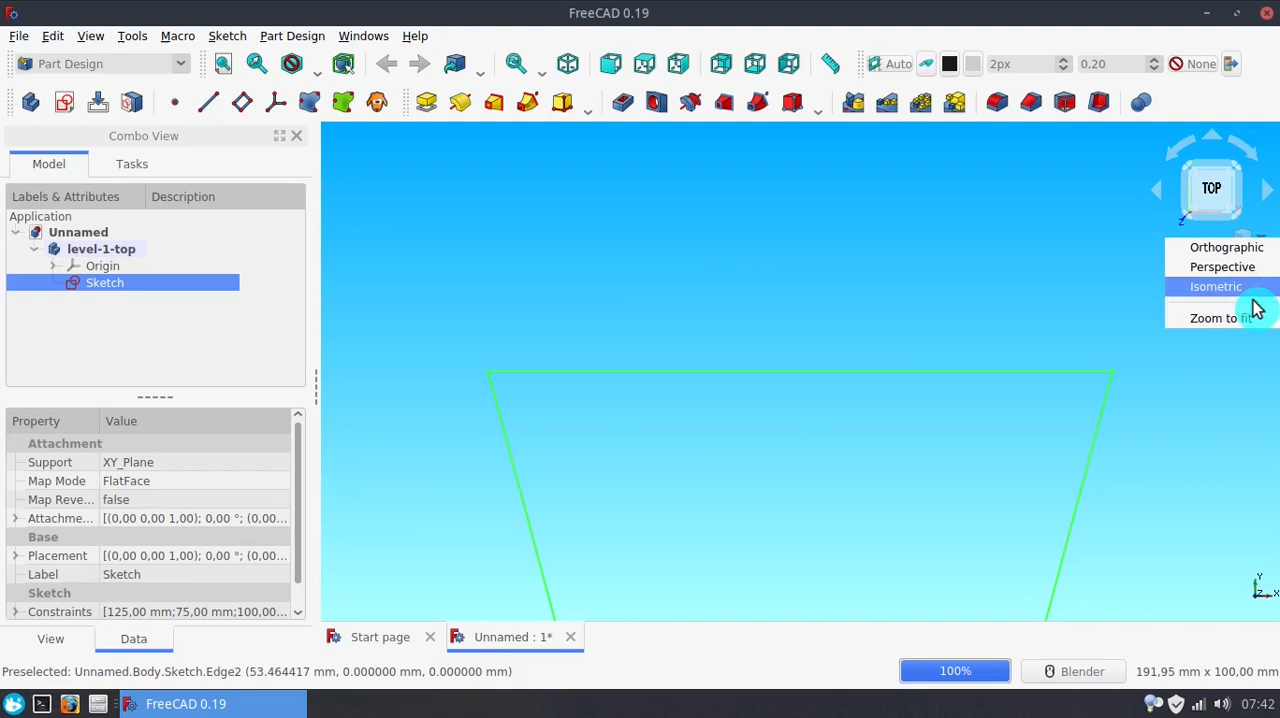 FreeCAD 0.19
File Edit View Tools Macro Sketch Part Design Windows Help
Part Design Auto 2px 0.20 None
Combo View
Model Tasks
Labels & Attributes Description
Application
Unnamed
level-1-top
Origin
Sketch
Property Value
Attachment
Support XY_Plane
Map Mode FlatFace
Map Reve... false
Attachme... [(0,00 0,00 1,00); 0,00 °; (0,00...
Base
Placement [(0,00 0,00 1,00); 0,00 °; (0,00...
Label Sketch
Sketch
Constraints [125,00 mm;75,00 mm;100,00...
View Data
TOP
Z
Orthographic
Perspective
Isometric
Zoom to fit
Y
Z X
Start page Unnamed : 1*
Preselected: Unnamed.Body.Sketch.Edge2 (53.464417 mm, 0.000000 mm, 0.000000 mm) 100% Blender 191,95 mm x 100,00 mm
FreeCAD 0.19 07:42